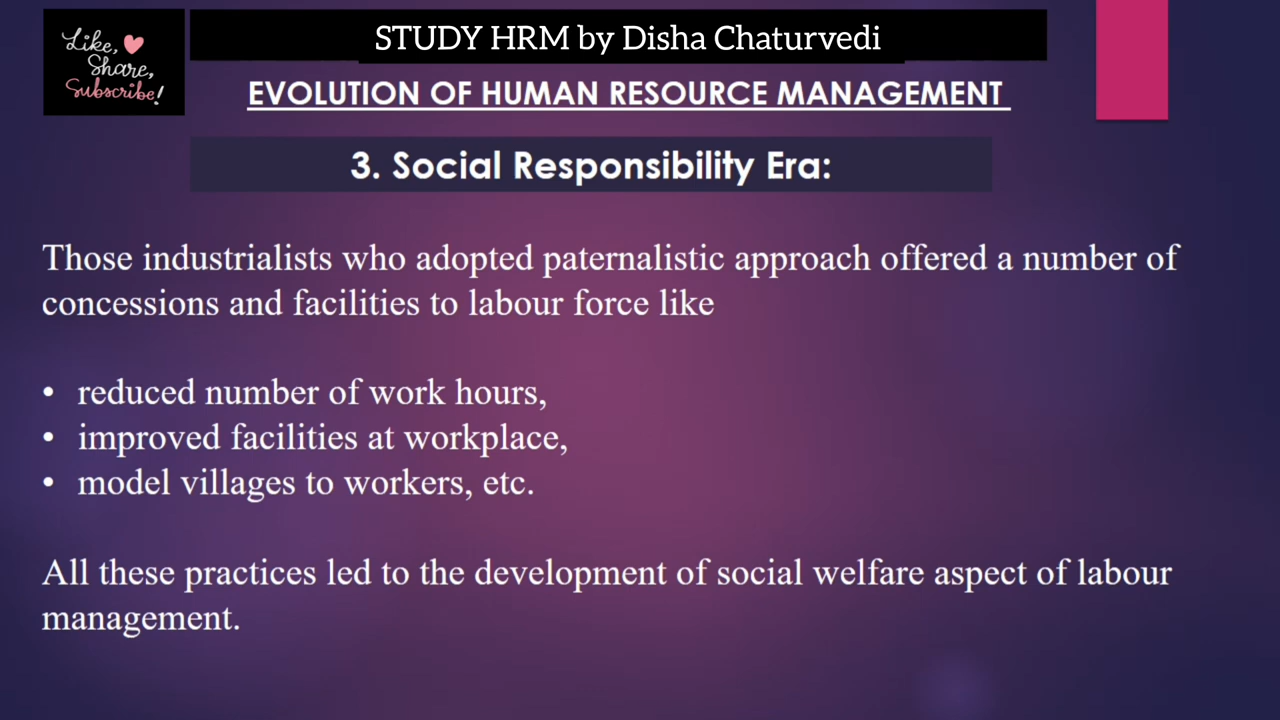 Like,
Share,
Subscribe!
STUDY HRM by Disha Chaturvedi
EVOLUTION OF HUMAN RESOURCE MANAGEMENT
3. Social Responsibility Era:
Those industrialists who adopted paternalistic approach offered a number of
concessions and facilities to labour force like
• reduced number of work hours,
• improved facilities at workplace,
• model villages to workers, etc.
All these practices led to the development of social welfare aspect of labour
management.